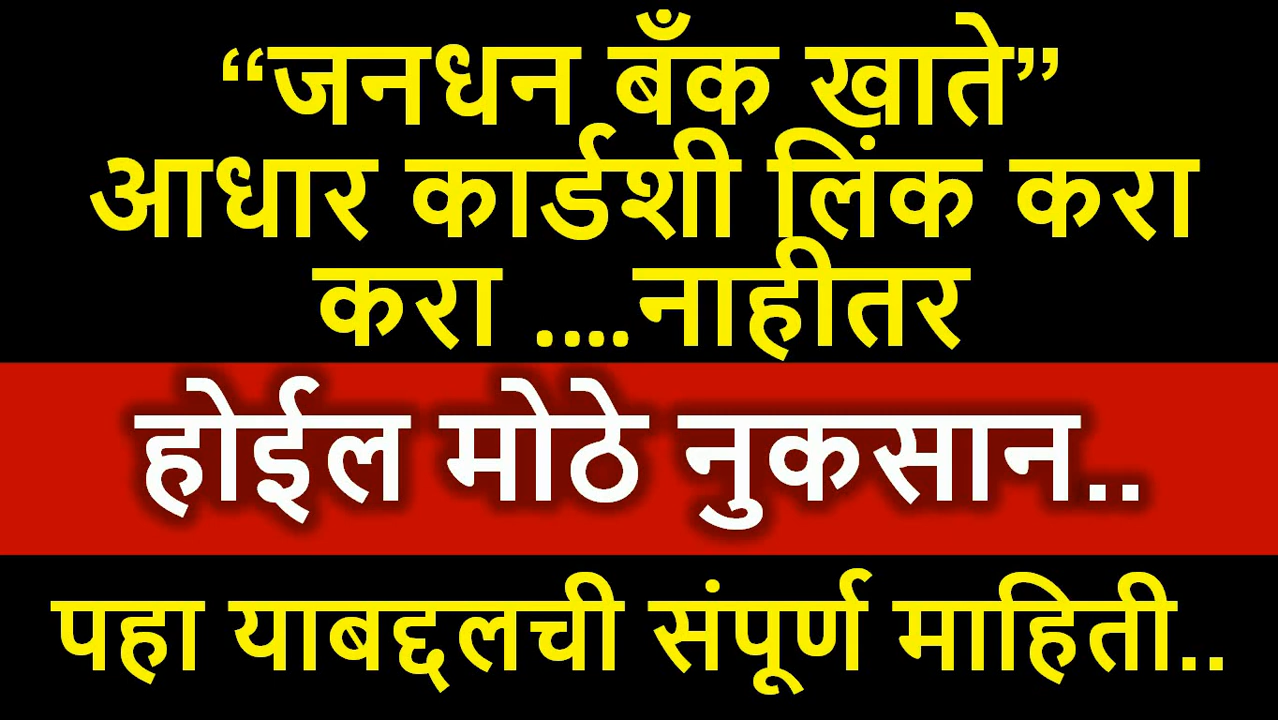 “जनधन बँक खाते”
आधार कार्डशी लिंक करा
करा ....नाहीतर
होईल मोठे नुकसान..
पहा याबद्दलची संपूर्ण माहिती..